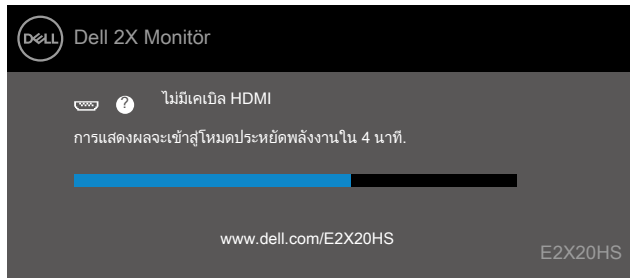 DELL Dell 2X Monitör
? ไม่มีเคเบิล HDMI
การแสดงผลจะเข้าสู่โหมดประหยัดพลังงานใน 4 นาที.
www.dell.com/E2X20HS
E2X20HS